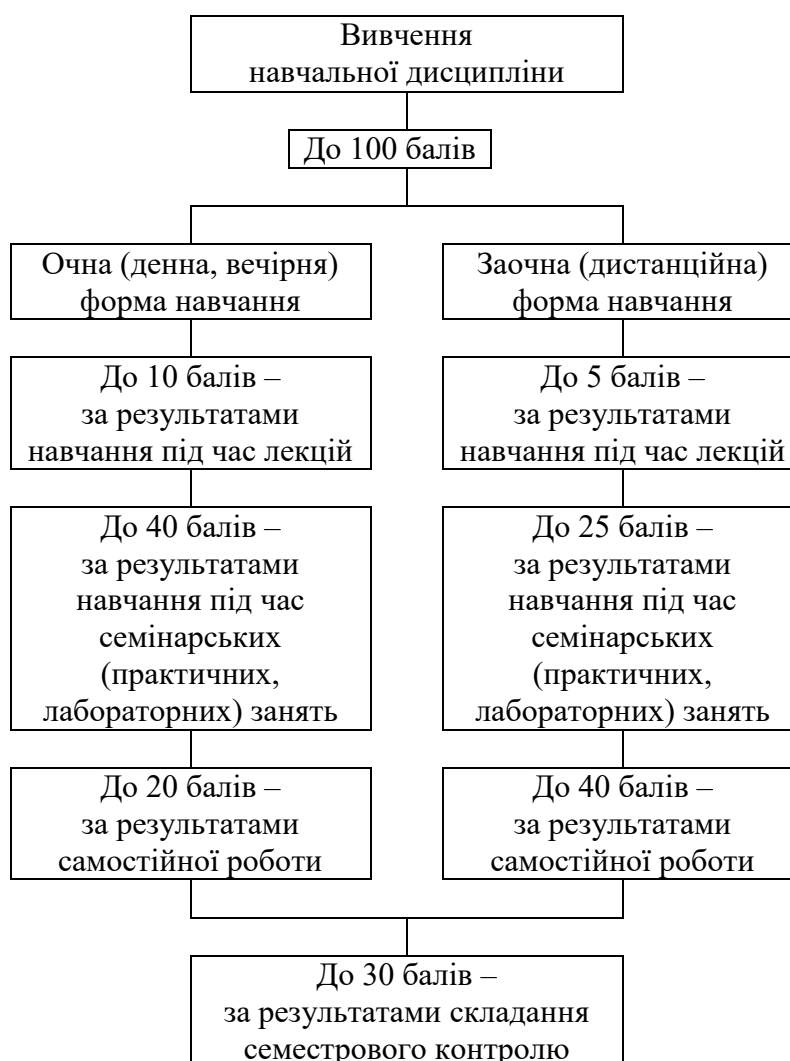 Вивчення
навчальної дисципліни
До 100 балів
Очна (денна, вечірня)
форма навчання
Заочна (дистанційна)
форма навчання
До 10 балів –
за результатами
навчання під час лекцій
До 5 балів –
за результатами
навчання під час лекцій
До 40 балів –
за результатами
навчання під час
семінарських
(практичних,
лабораторних) занять
До 25 балів –
за результатами
навчання під час
семінарських
(практичних,
лабораторних) занять
До 20 балів –
за результатами
самостійної роботи
До 40 балів –
за результатами
самостійної роботи
До 30 балів –
за результатами складання
семестрового контролю